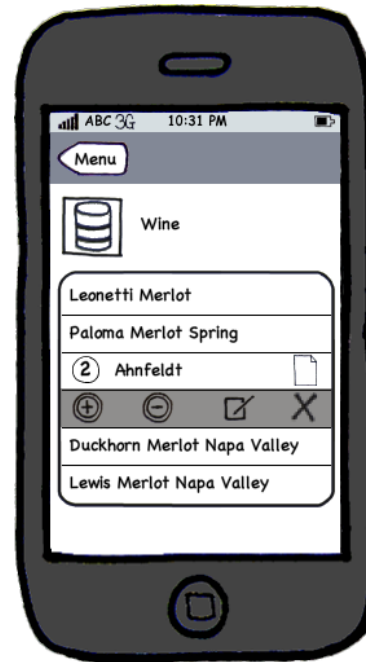 ABC 3G 10:31 PM
Menu
Wine
Leonetti Merlot
Paloma Merlot Spring
2 Ahnfeldt
Duckhorn Merlot Napa Valley
Lewis Merlot Napa Valley